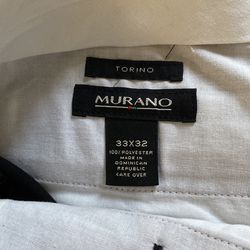 TORINO
MURANO
33X32
100% POLYESTER
MADE IN
DOMINICAN
REPUBLIC
CARE OVER